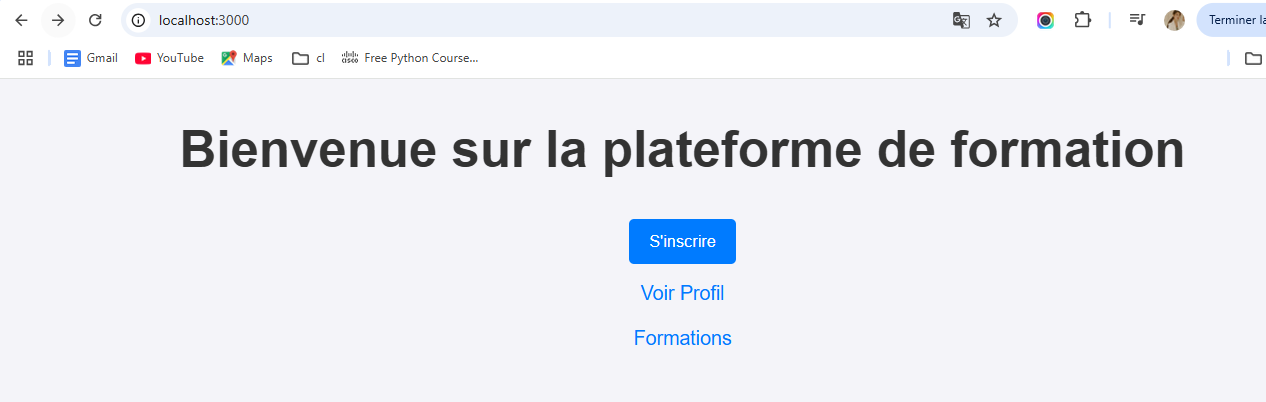 localhost:3000
Terminer la
Gmail YouTube Maps cl Free Python Course...
Bienvenue sur la plateforme de formation
S'inscrire
Voir Profil
Formations